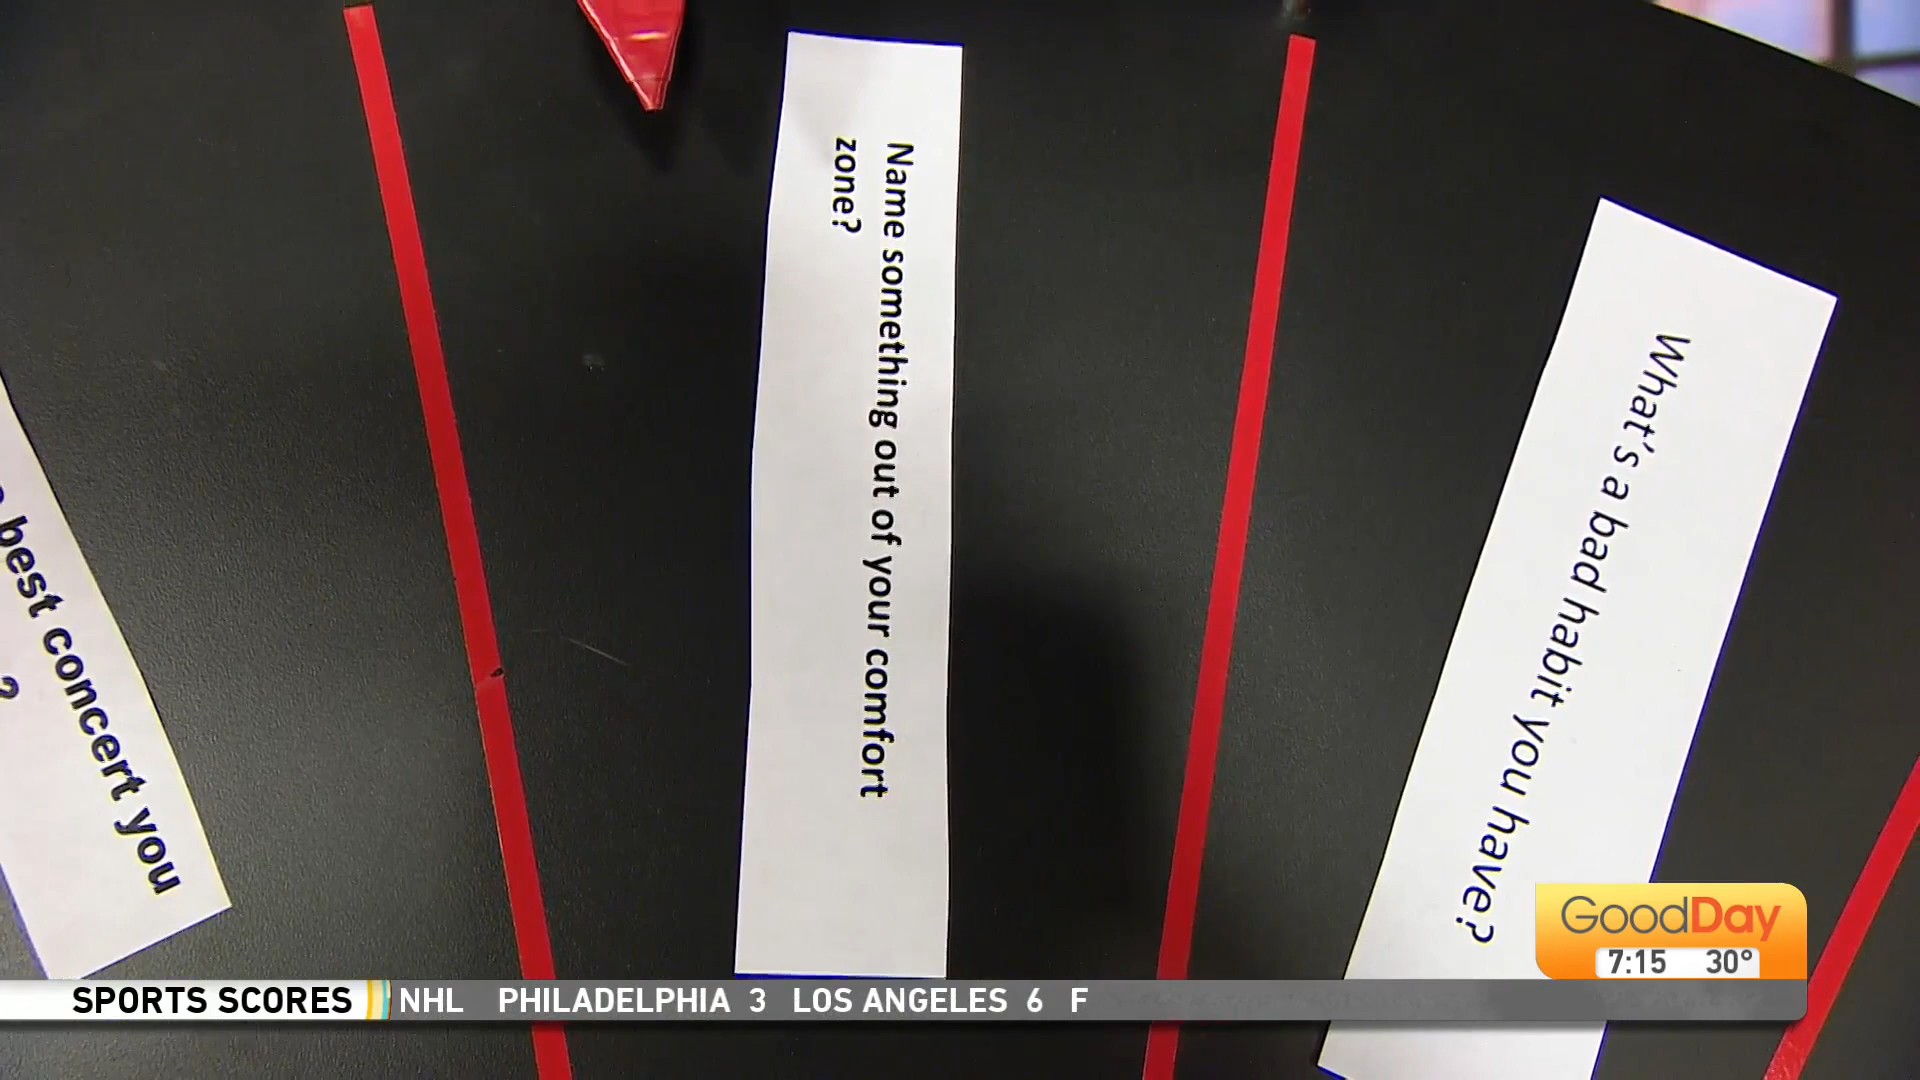 best concert you
?
Name something out of your comfort
zone?
What's a bad habit you have?
GoodDay
7:15 30°
SPORTS SCORES NHL PHILADELPHIA 3 LOS ANGELES 6 F